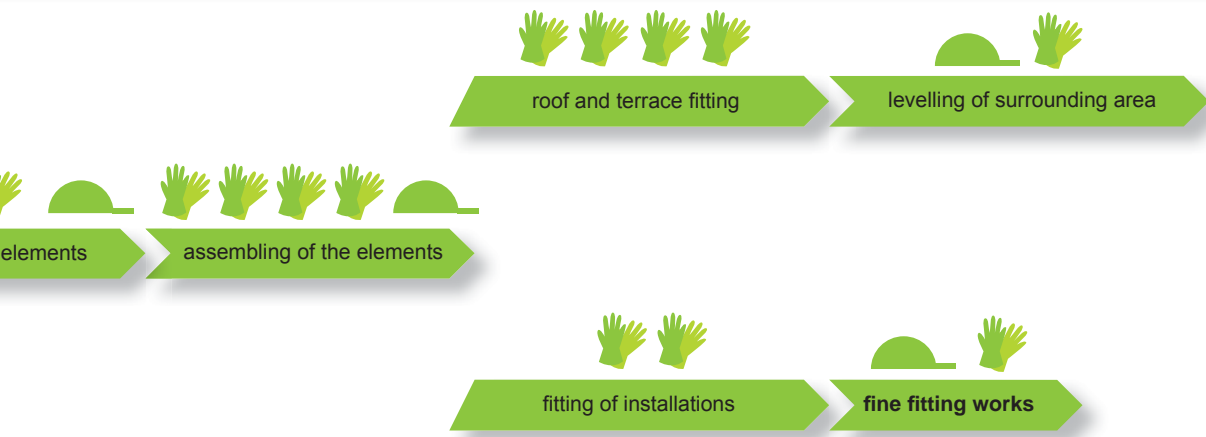 roof and terrace fitting
levelling of surrounding area
elements
assembling of the elements
fitting of installations
fine fitting works